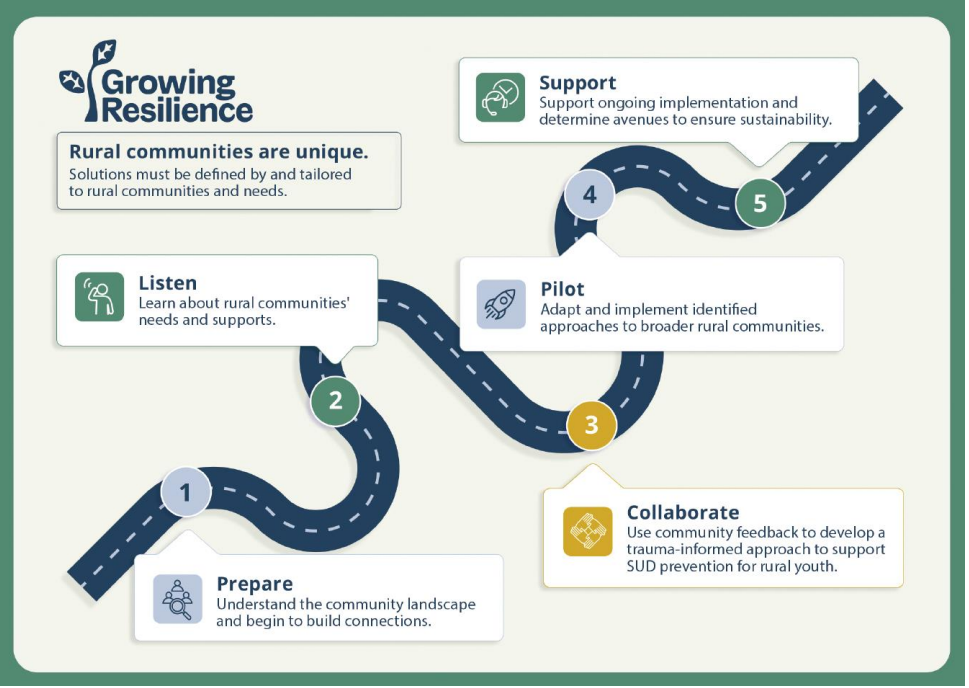 Growing
Resilience
Rural communities are unique.
Solutions must be defined by and tailored
to rural communities and needs.
1
Prepare
Understand the community landscape
and begin to build connections.
2
Listen
Learn about rural communities'
needs and supports.
3
Collaborate
Use community feedback to develop a
trauma-informed approach to support
SUD prevention for rural youth.
4
Pilot
Adapt and implement identified
approaches to broader rural communities.
5
Support
Support ongoing implementation and
determine avenues to ensure sustainability.